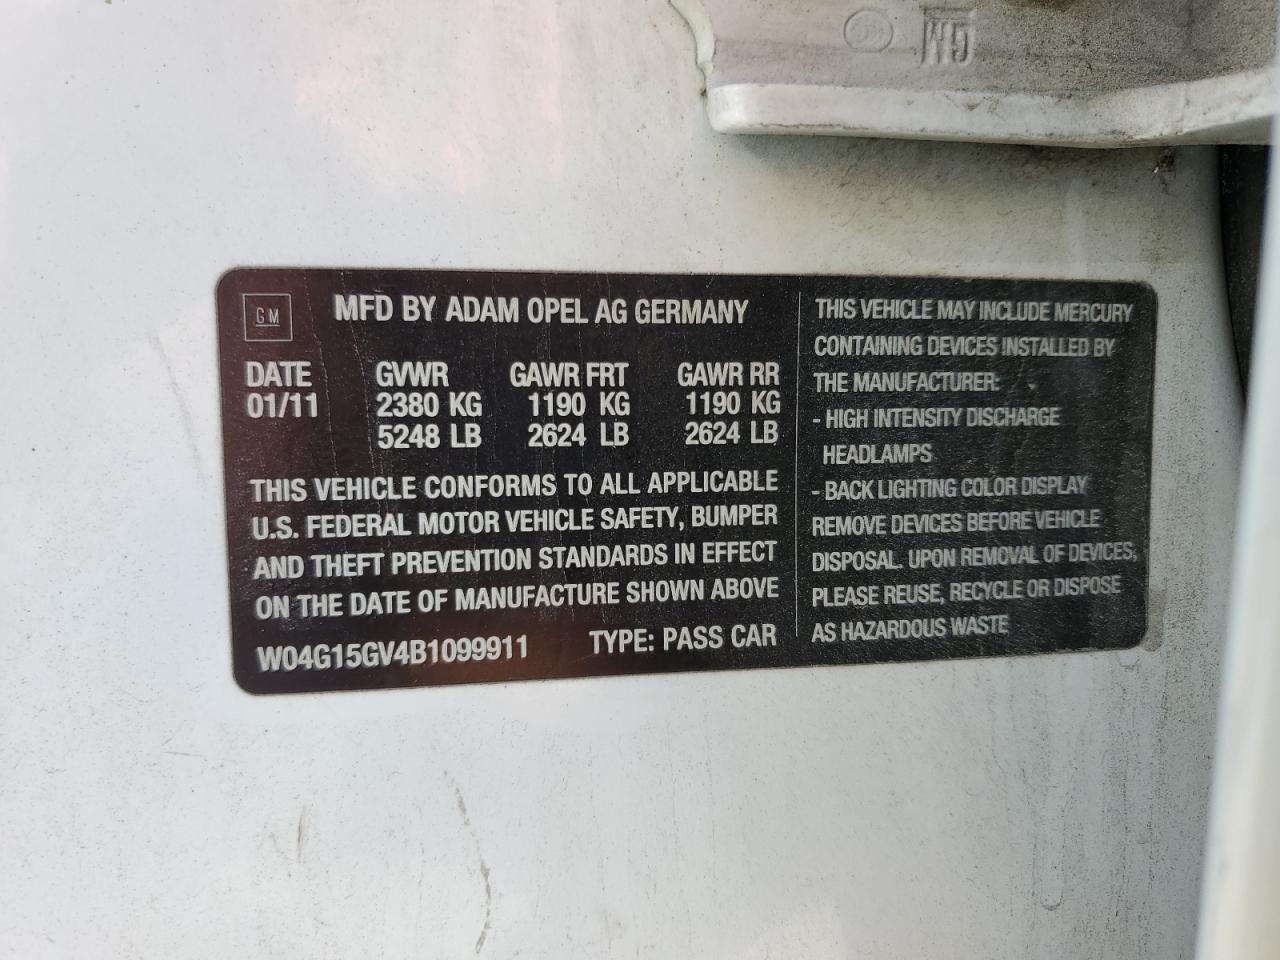 GM
GM
MFD BY ADAM OPEL AG GERMANY
DATE GVWR GAWR FRT GAWR RR
01/11 2380 KG 1190 KG 1190 KG
5248 LB 2624 LB 2624 LB
THIS VEHICLE CONFORMS TO ALL APPLICABLE
U.S. FEDERAL MOTOR VEHICLE SAFETY, BUMPER
AND THEFT PREVENTION STANDARDS IN EFFECT
ON THE DATE OF MANUFACTURE SHOWN ABOVE
W04G15GV4B1099911 TYPE: PASS CAR
THIS VEHICLE MAY INCLUDE MERCURY
CONTAINING DEVICES INSTALLED BY
THE MANUFACTURER:
- HIGH INTENSITY DISCHARGE
HEADLAMPS
- BACK LIGHTING COLOR DISPLAY
REMOVE DEVICES BEFORE VEHICLE
DISPOSAL. UPON REMOVAL OF DEVICES,
PLEASE REUSE, RECYCLE OR DISPOSE
AS HAZARDOUS WASTE